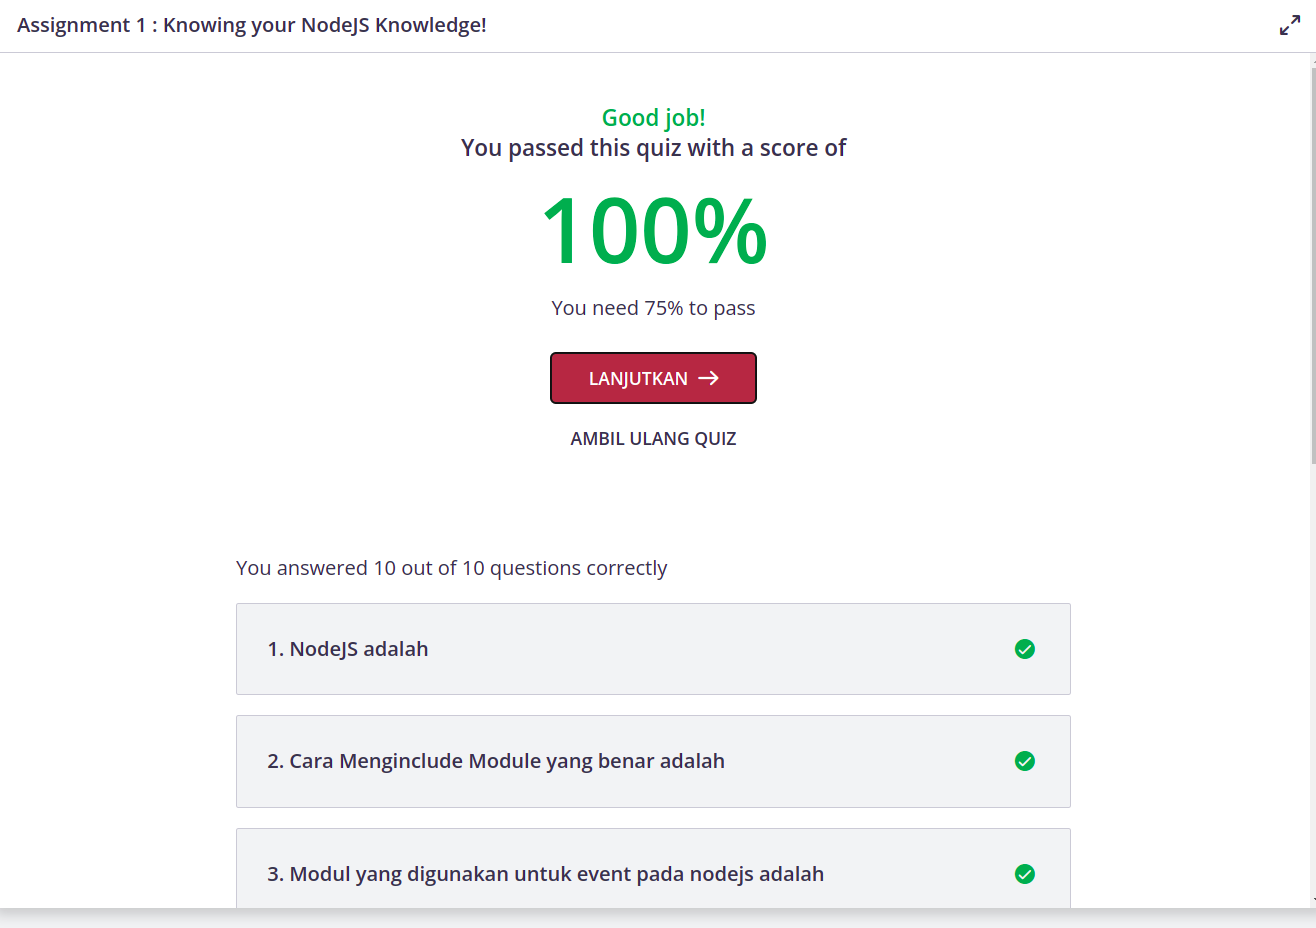 Assignment 1 : Knowing your NodeJS Knowledge!
Good job!
You passed this quiz with a score of
100%
You need 75% to pass
LANJUTKAN
AMBIL ULANG QUIZ
You answered 10 out of 10 questions correctly
1. NodeJS adalah
2. Cara Menginclude Module yang benar adalah
3. Modul yang digunakan untuk event pada nodejs adalah